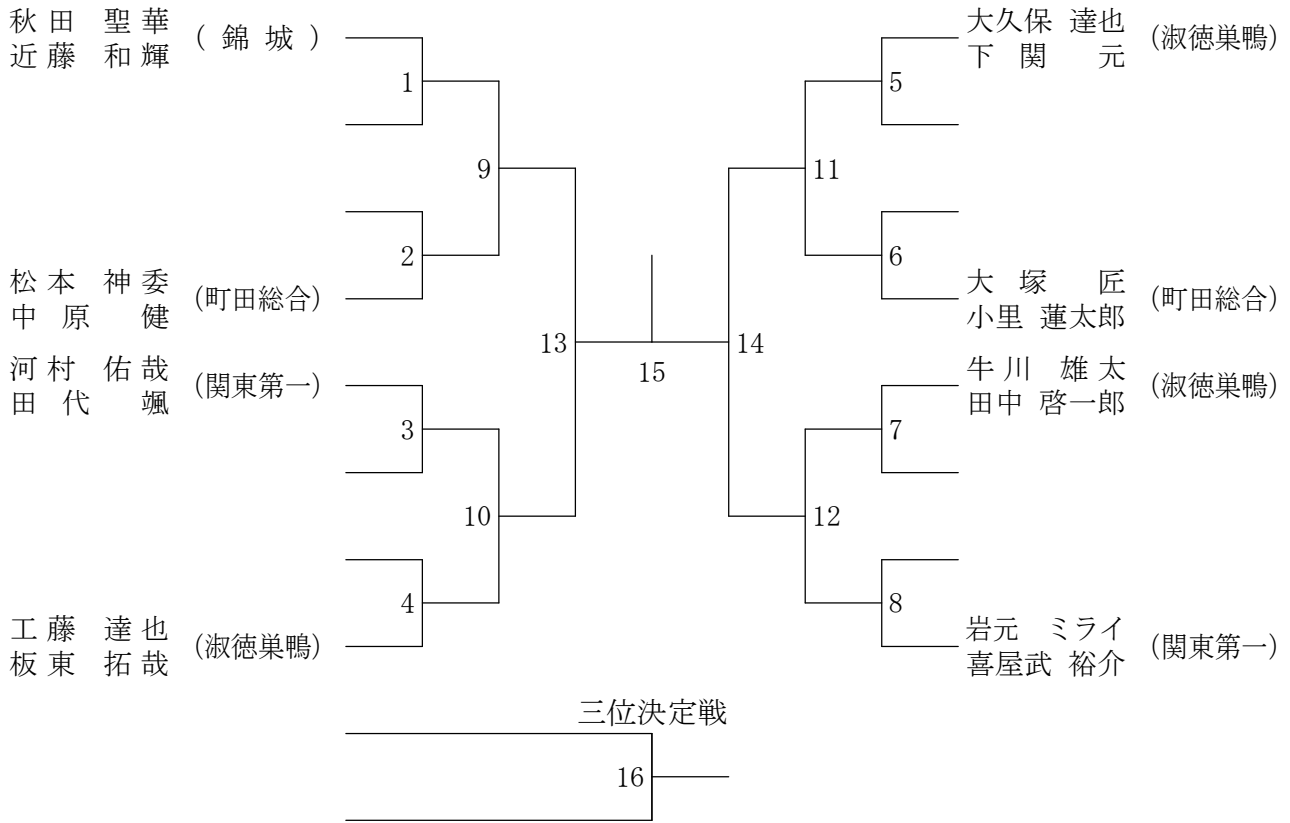 秋田 聖華
近藤 和輝
(錦城)
1
9
2
松本 神委
中原 健
(町田総合)
13
河村 佑哉
田代 颯
(関東第一)
3
10
4
工藤 達也
板東 拓哉
(淑徳巣鴨)
15
大久保 達也
下関 元
(淑徳巣鴨)
5
11
6
大塚 匠
小里 蓮太郎
(町田総合)
14
牛川 雄太
田中 啓一郎
(淑徳巣鴨)
7
12
8
岩元 ミライ
喜屋武 裕介
(関東第一)
三位決定戦
16